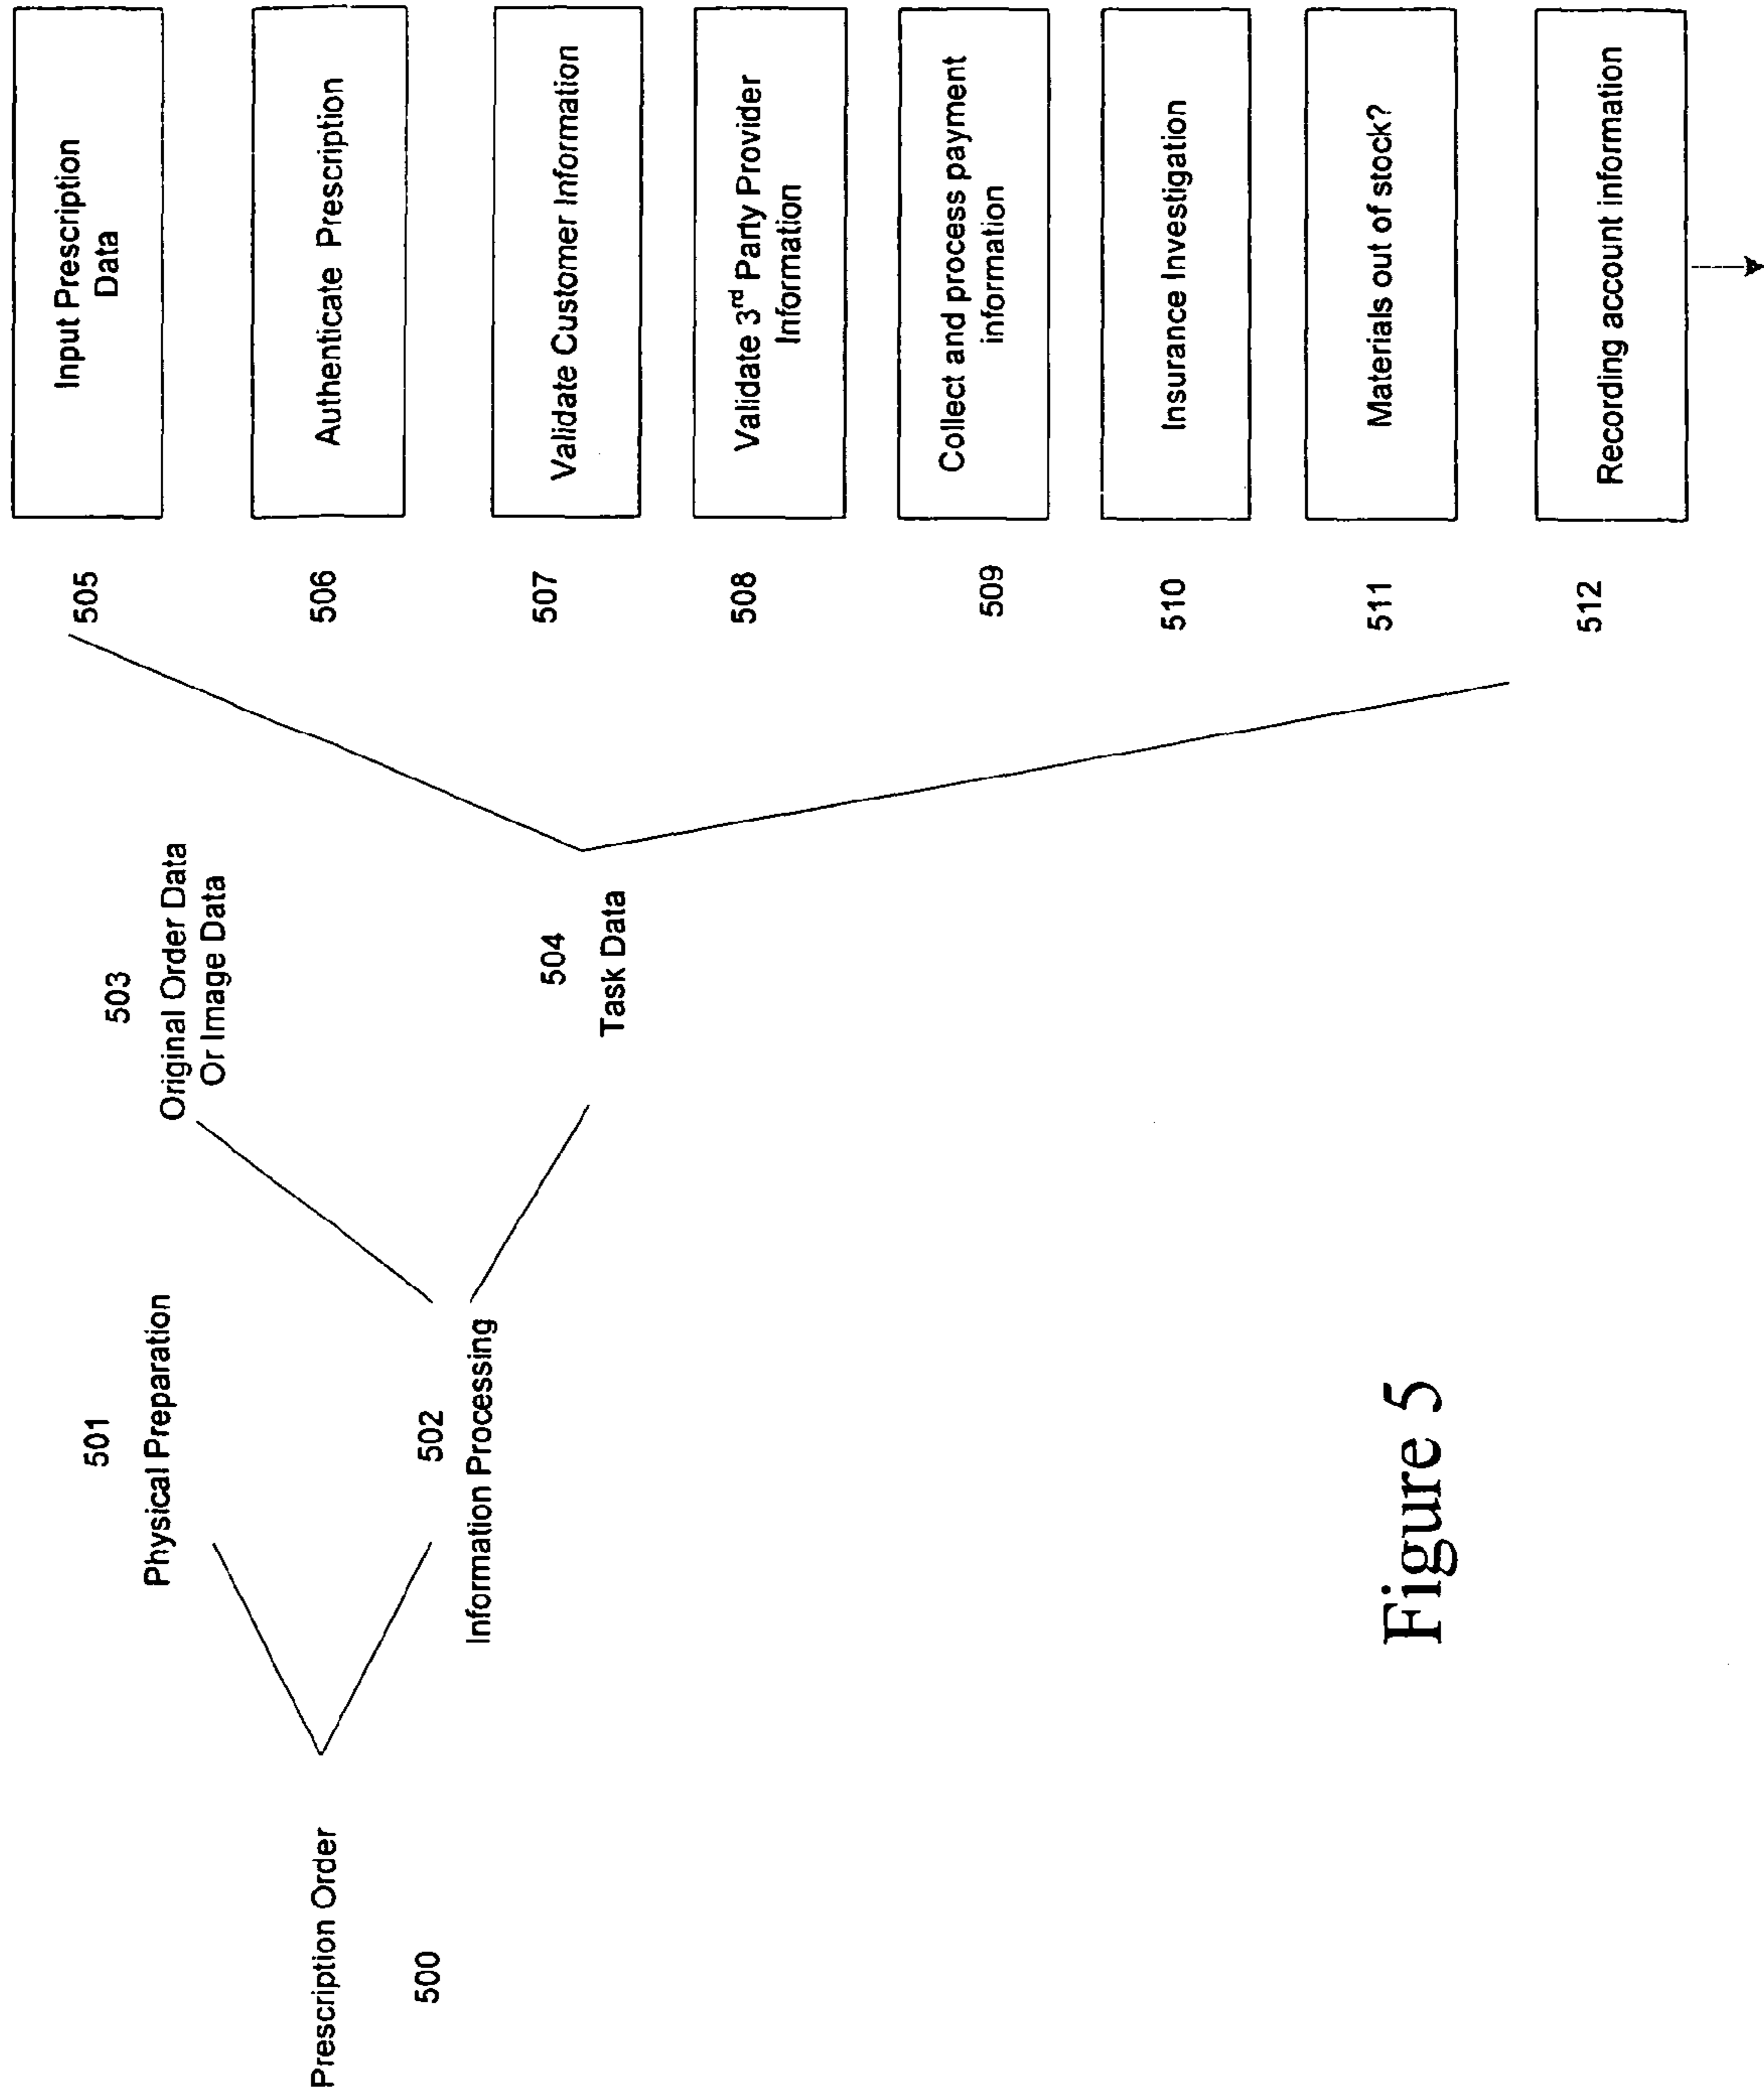 Prescription Order
500
501
Physical Preparation
502
Information Processing
503
Original Order Data
Or Image Data
504
Task Data
505
Input Prescription
Data
506
Authenticate Prescription
507
Validate Customer Information
508
Validate 3rd Party Provider
Information
509
Collect and process payment
information
510
Insurance Investigation
511
Materials out of stock?
512
Recording account information
Figure 5